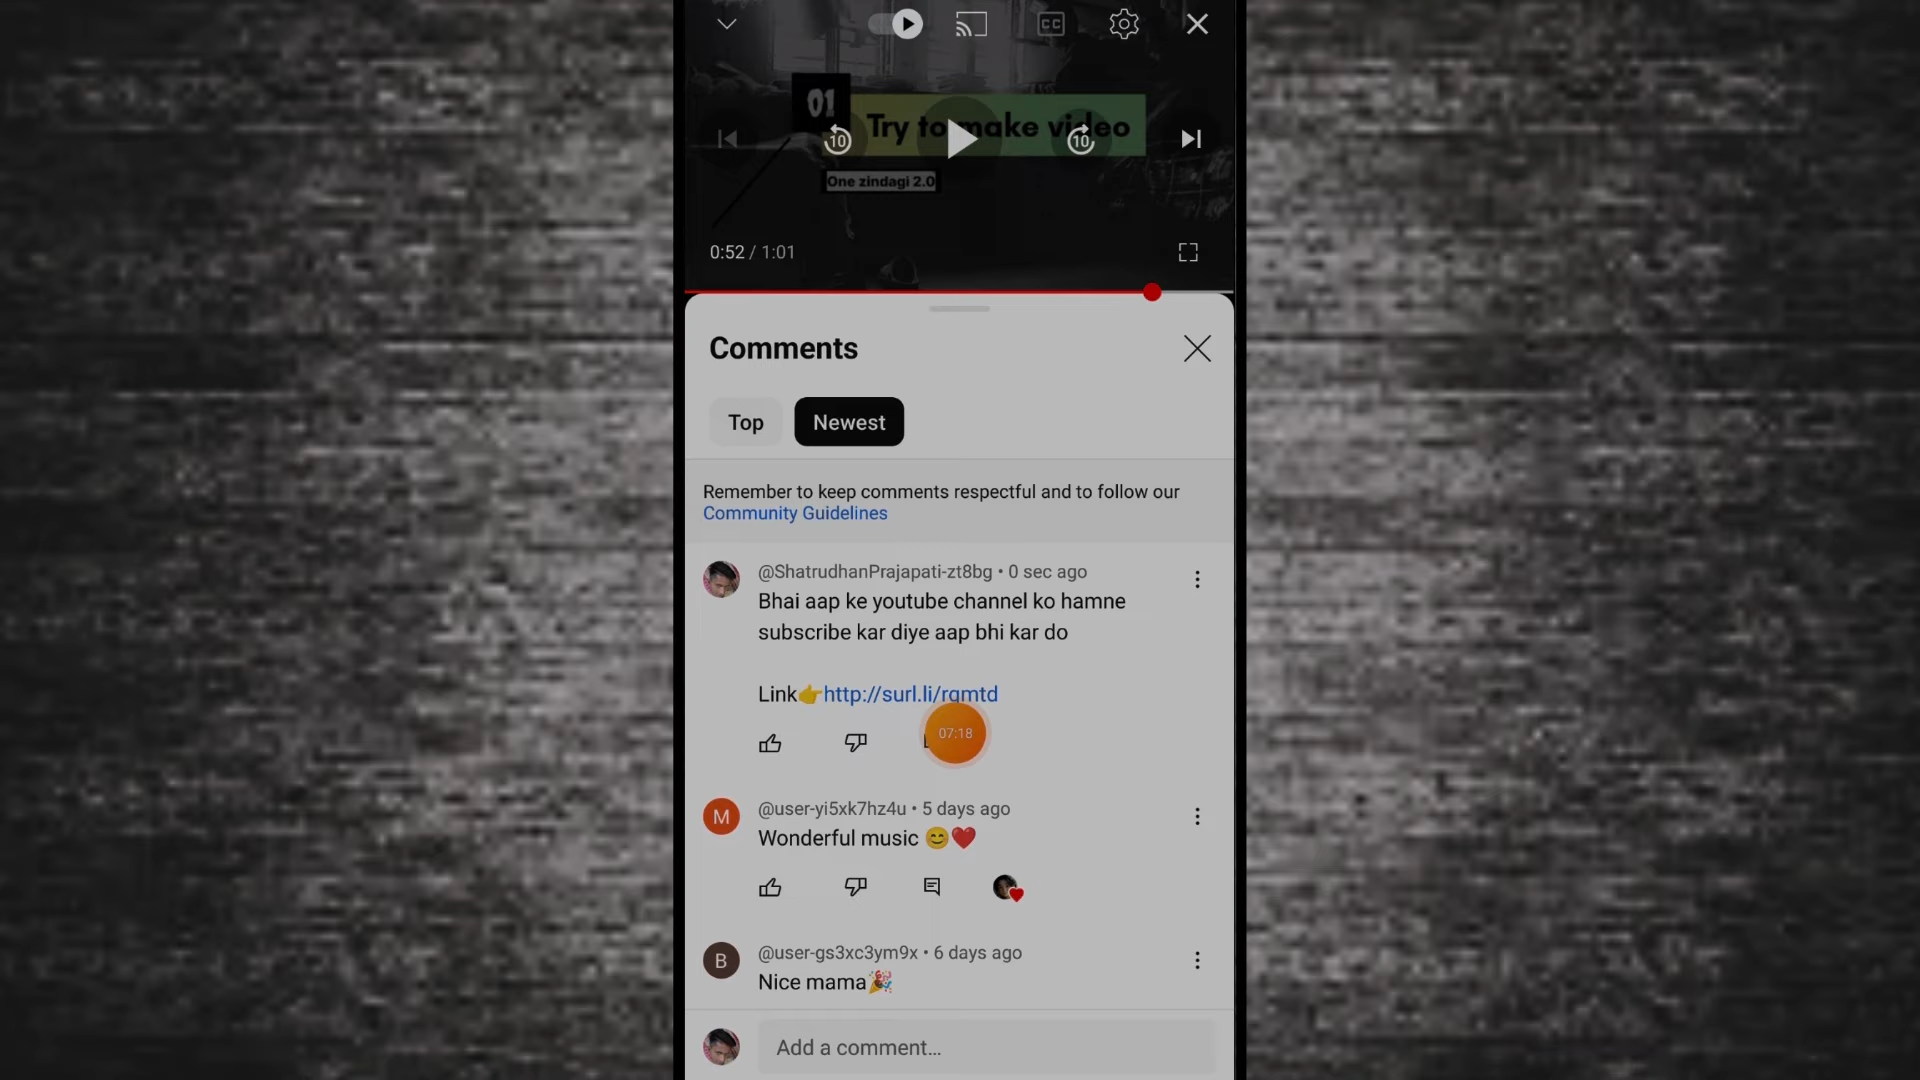 CC
01
Try to make video
10
10
One zindagi 2.0
0:52 / 1:01
Comments
Top
Newest
Remember to keep comments respectful and to follow our
Community Guidelines
@ShatrudhanPrajapati-zt8bg • 0 sec ago
Bhai aap ke youtube channel ko hamne
subscribe kar diye aap bhi kar do
Link👉http://surl.li/rqmtd
07:18
M
@user-yi5xk7hz4u • 5 days ago
Wonderful music 😊❤️
B
@user-gs3xc3ym9x • 6 days ago
Nice mama🎉
Add a comment...